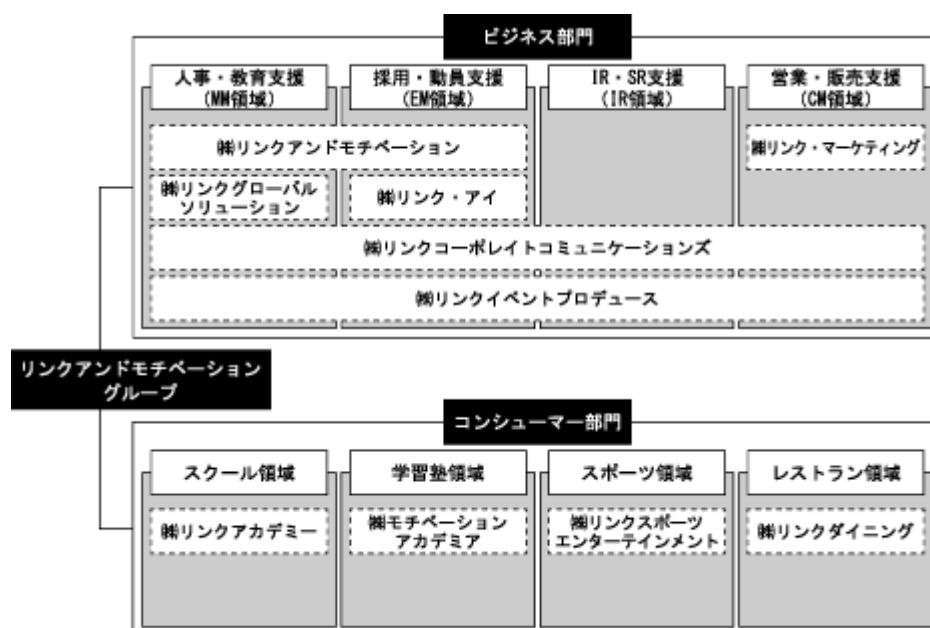 ビジネス部門
人事・教育支援
(MM領域)
採用・動員支援
(EM領域)
IR・SR支援
(IR領域)
営業・販売支援
(CM領域)
㈱リンクアンドモチベーション
㈱リンク・マーケティング
㈱リンクグローバル
ソリューション
㈱リンク・アイ
㈱リンクコーポレイトコミュニケーションズ
㈱リンクイベントプロデュース
リンクアンドモチベーション
グループ
コンシューマー部門
スクール領域
学習塾領域
スポーツ領域
レストラン領域
㈱リンクアカデミー
㈱モチベーション
アカデミア
㈱リンクスポーツ
エンターテインメント
㈱リンクダイニング